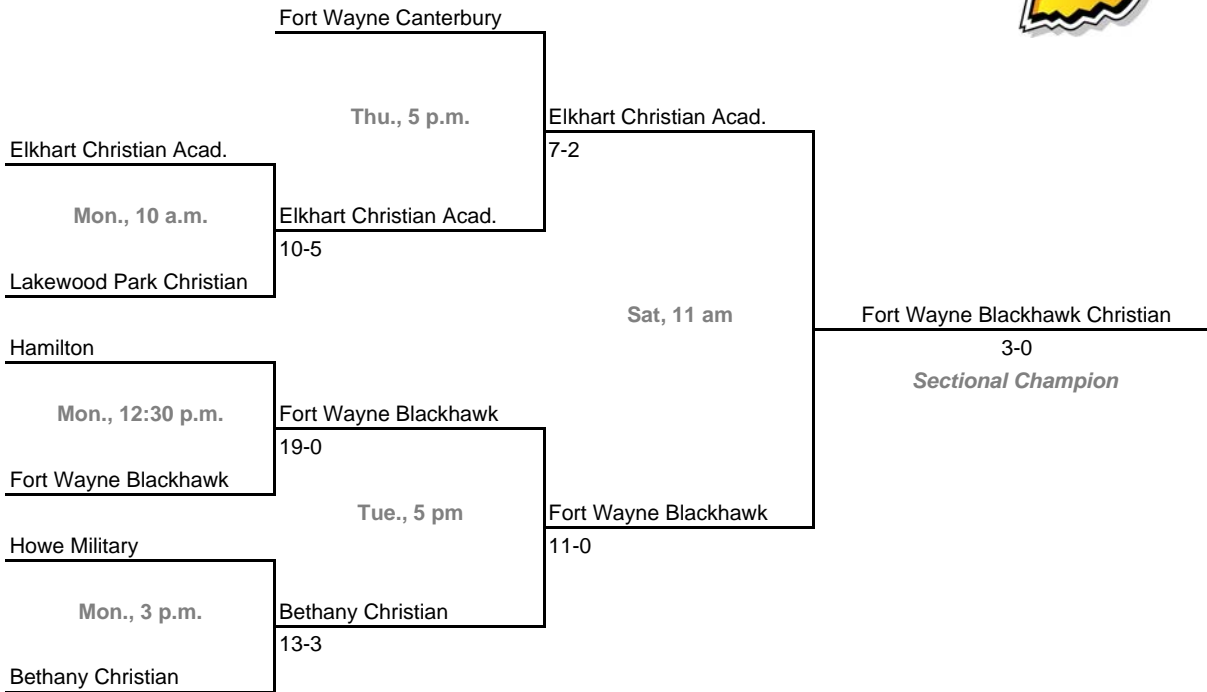 Fort Wayne Canterbury
Thu., 5 p.m.
Elkhart Christian Acad.
Elkhart Christian Acad.
7-2
Mon., 10 a.m.
Elkhart Christian Acad.
10-5
Lakewood Park Christian
Sat, 11 am
Fort Wayne Blackhawk Christian
Hamilton
3-0
Sectional Champion
Mon., 12:30 p.m.
Fort Wayne Blackhawk
19-0
Fort Wayne Blackhawk
Tue., 5 pm
Fort Wayne Blackhawk
Howe Military
11-0
Mon., 3 p.m.
Bethany Christian
13-3
Bethany Christian